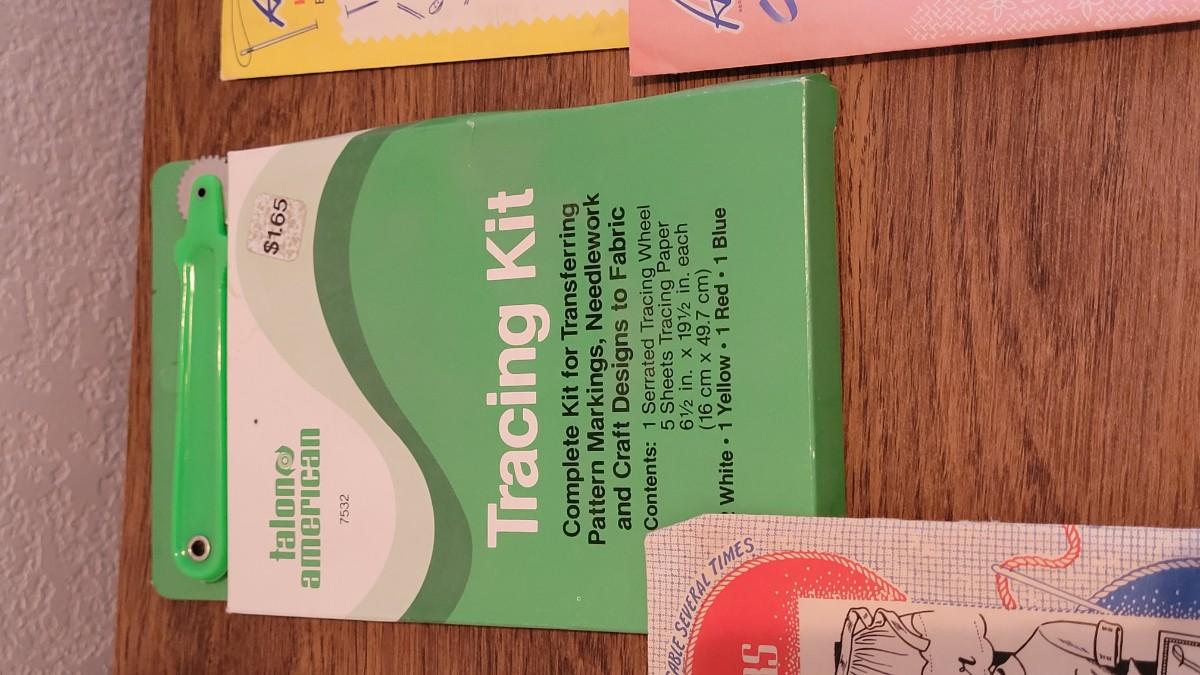 $1.65
talon
american
7532
Tracing Kit
Complete Kit for Transferring
Pattern Markings, Needlework
and Craft Designs to Fabric
Contents: 1 Serrated Tracing Wheel
5 Sheets Tracing Paper
6½ in. x 19½ in. each
(16 cm x 49.7 cm)
White • 1 Yellow • 1 Red • 1 Blue
SEVERAL TIMES